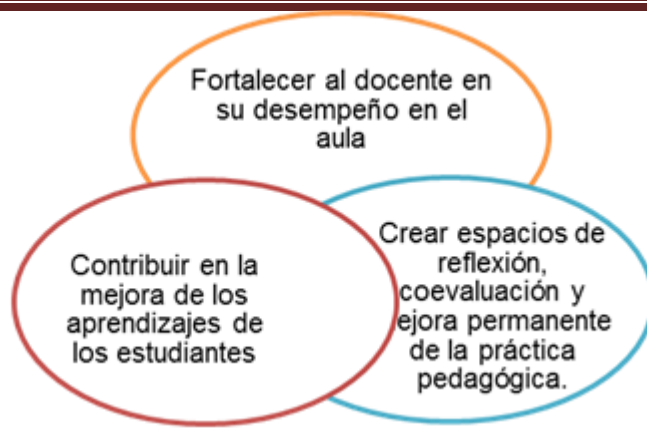 Fortalecer al docente en
su desempeño en el
aula
Contribuir en la
mejora de los
aprendizajes de
los estudiantes
Crear espacios de
reflexión,
coevaluación y
ejora permanente
de la práctica
pedagógica.